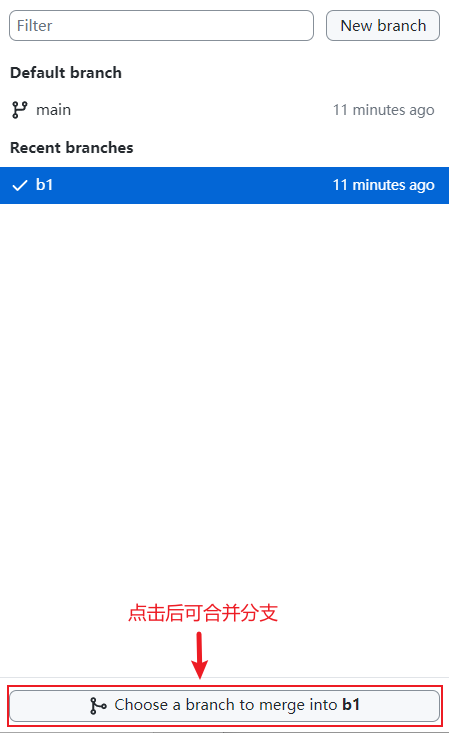 Filter
New branch
Default branch
main 11 minutes ago
Recent branches
b1 11 minutes ago
点击后可合并分支
Choose a branch to merge into b1